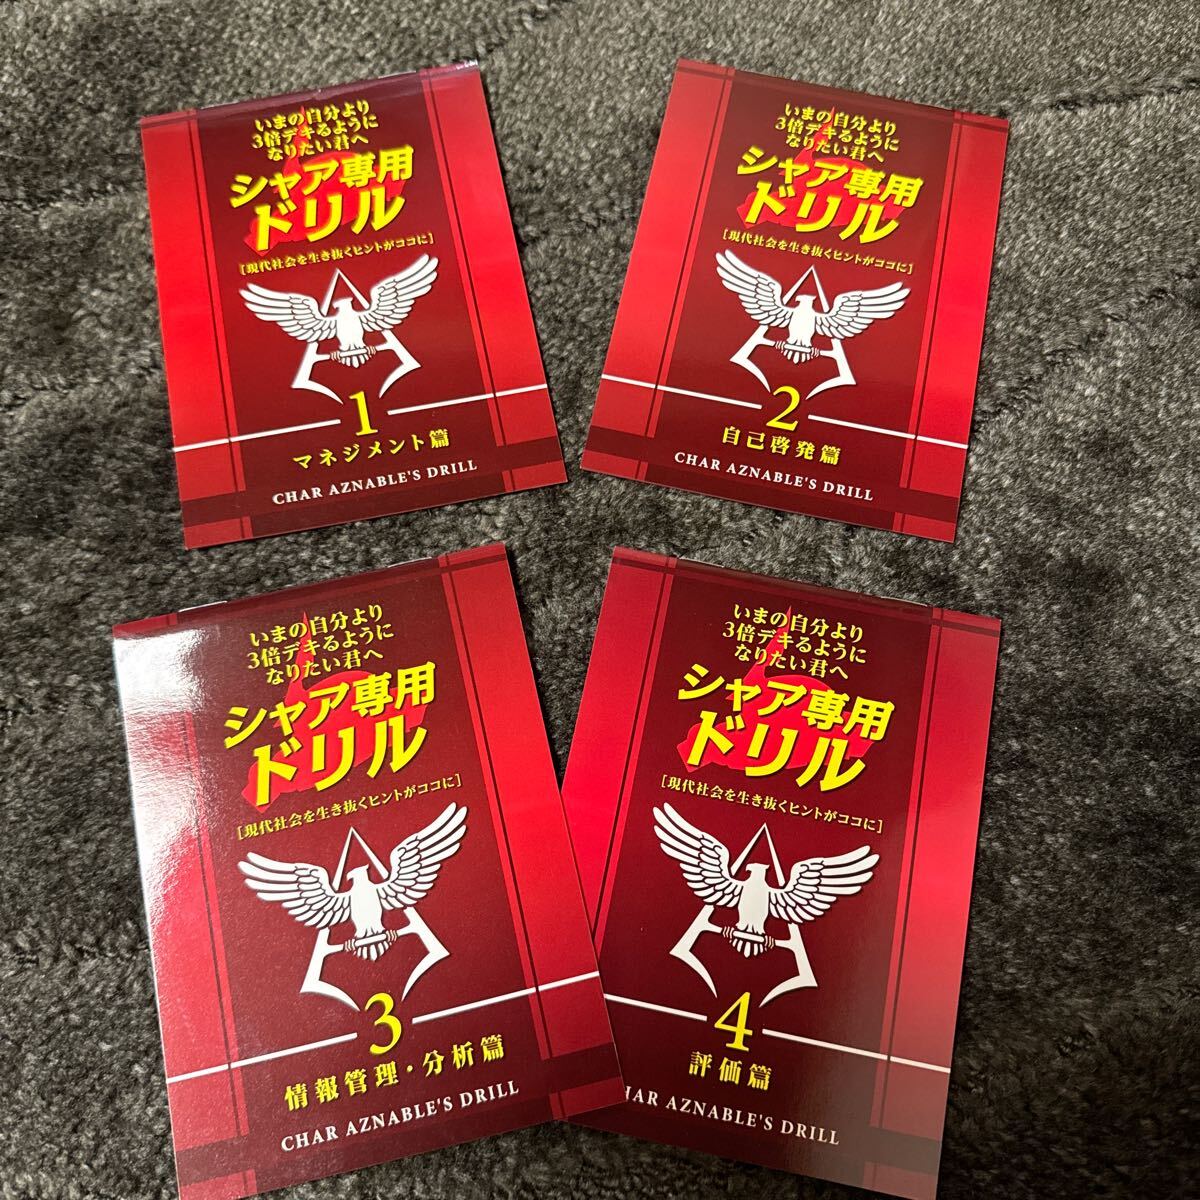 いまの自分より
3倍デキるように
なりたい君へ
シャア専用
ドリル
[現代社会を生き抜くヒントがココに]
1
マネジメント篇
CHAR AZNABLE'S DRILL
いまの自分より
3倍デキるように
なりたい君へ
シャア専用
ドリル
[現代社会を生き抜くヒントがココに]
2
自己啓発篇
CHAR AZNABLE'S DRILL
いまの自分より
3倍デキるように
なりたい君へ
シャア専用
ドリル
[現代社会を生き抜くヒントがココに]
3
情報管理・分析篇
CHAR AZNABLE'S DRILL
いまの自分より
3倍デキるように
なりたい君へ
シャア専用
ドリル
[現代社会を生き抜くヒントがココに]
4
評価篇
HAR AZNABLE'S DRILL